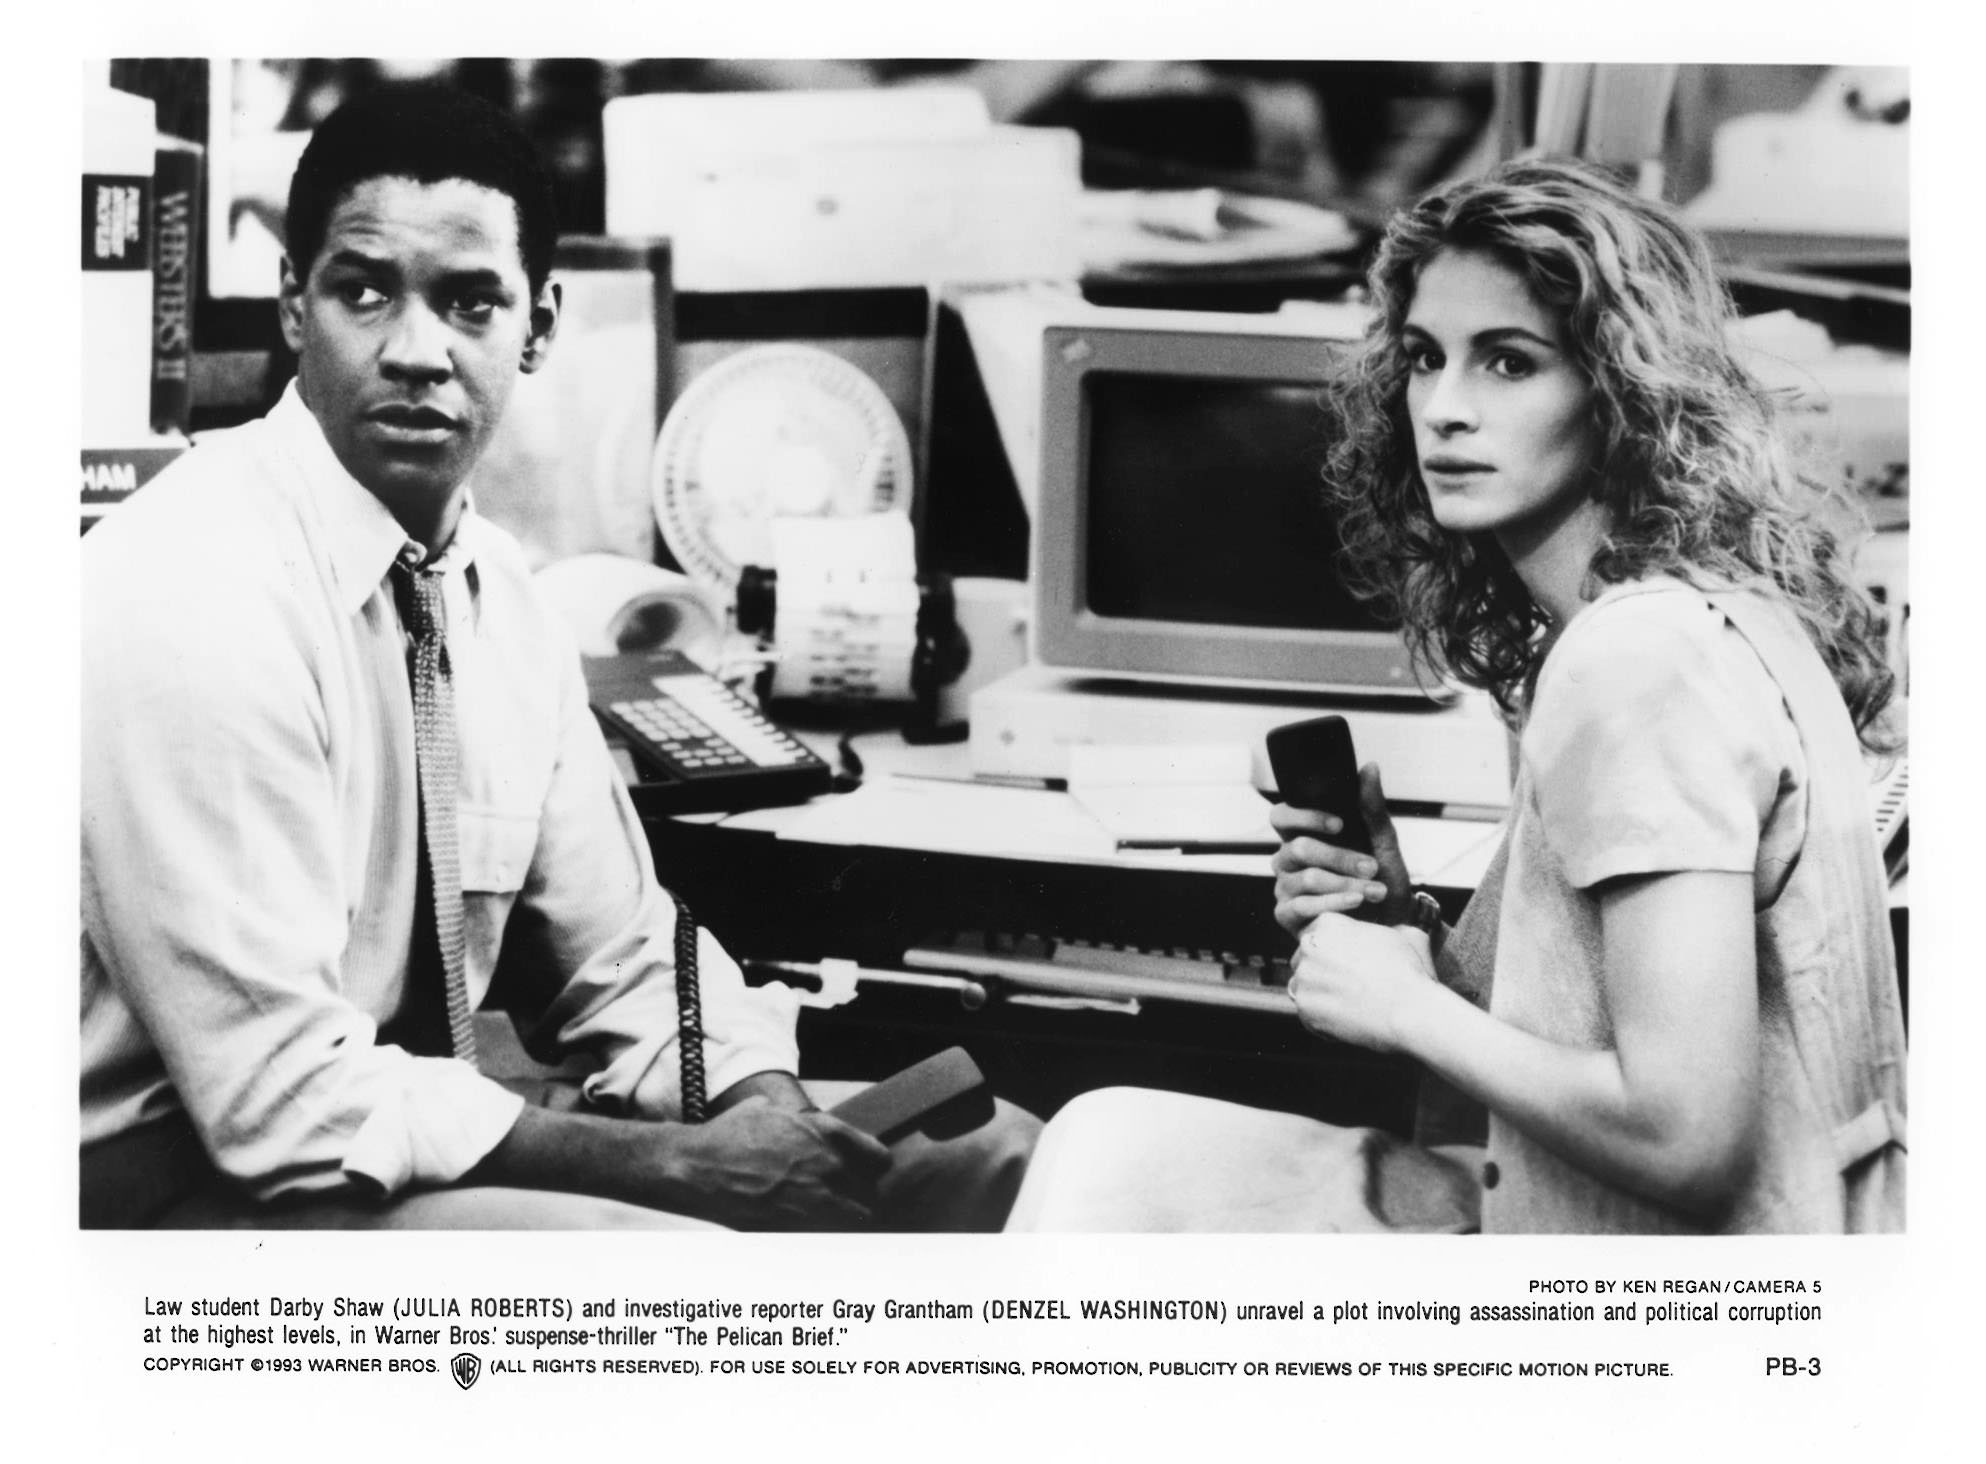 WEBSTER'S II
HAM
PHOTO BY KEN REGAN/CAMERA 5
Law student Darby Shaw (JULIA ROBERTS) and investigative reporter Gray Grantham (DENZEL WASHINGTON) unravel a plot involving assassination and political corruption
at the highest levels, in Warner Bros.' suspense-thriller "The Pelican Brief."
COPYRIGHT ©1993 WARNER BROS. WB (ALL RIGHTS RESERVED). FOR USE SOLELY FOR ADVERTISING, PROMOTION, PUBLICITY OR REVIEWS OF THIS SPECIFIC MOTION PICTURE. PB-3